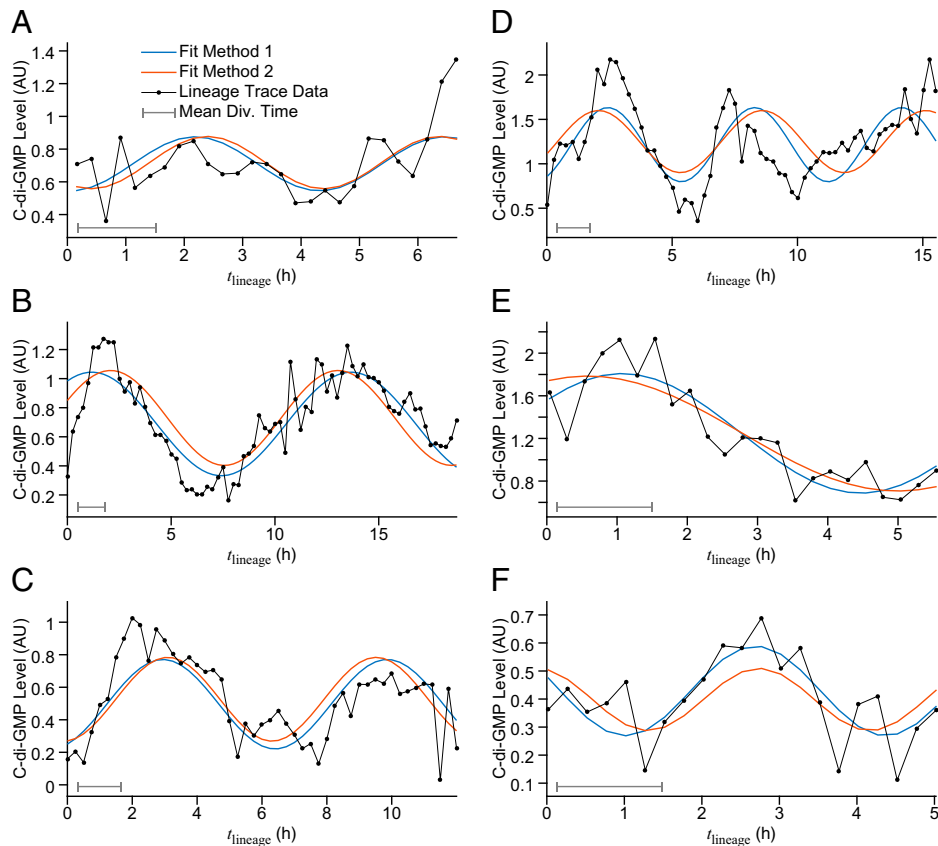 A
C-di-GMP Level (AU)
1.4
1.2
1
0.8
0.6
0.4
Fit Method 1
Fit Method 2
Lineage Trace Data
Mean Div. Time
0 1 2 3 4 5 6
tlineage (h)
D
C-di-GMP Level (AU)
2
1.5
1
0.5
0 5 10 15
tlineage (h)
B
C-di-GMP Level (AU)
1.2
1.0
0.8
0.6
0.4
0.2
0 5 10 15
tlineage (h)
E
C-di-GMP Level (AU)
2
1.6
1.2
0.8
0 1 2 3 4 5
tlineage (h)
C
C-di-GMP Level (AU)
1
0.8
0.6
0.4
0.2
0
0 2 4 6 8 10
tlineage (h)
F
C-di-GMP Level (AU)
0.7
0.6
0.5
0.4
0.3
0.2
0.1
0 1 2 3 4 5
tlineage (h)